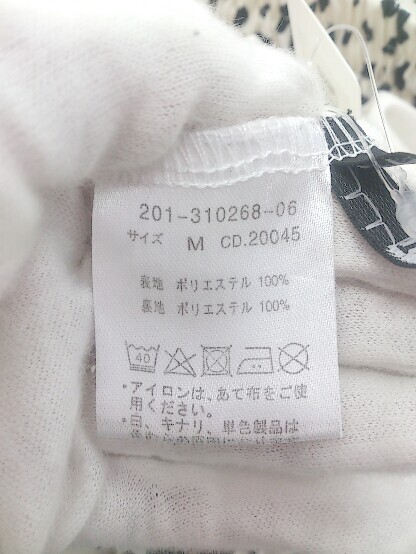 201-310268-06
サイズ M CD.20045
表地 ポリエステル 100%
裏地 ポリエステル 100%
40
*アイロンは、あて布をご使
用ください。
*白、キナリ、単色製品は